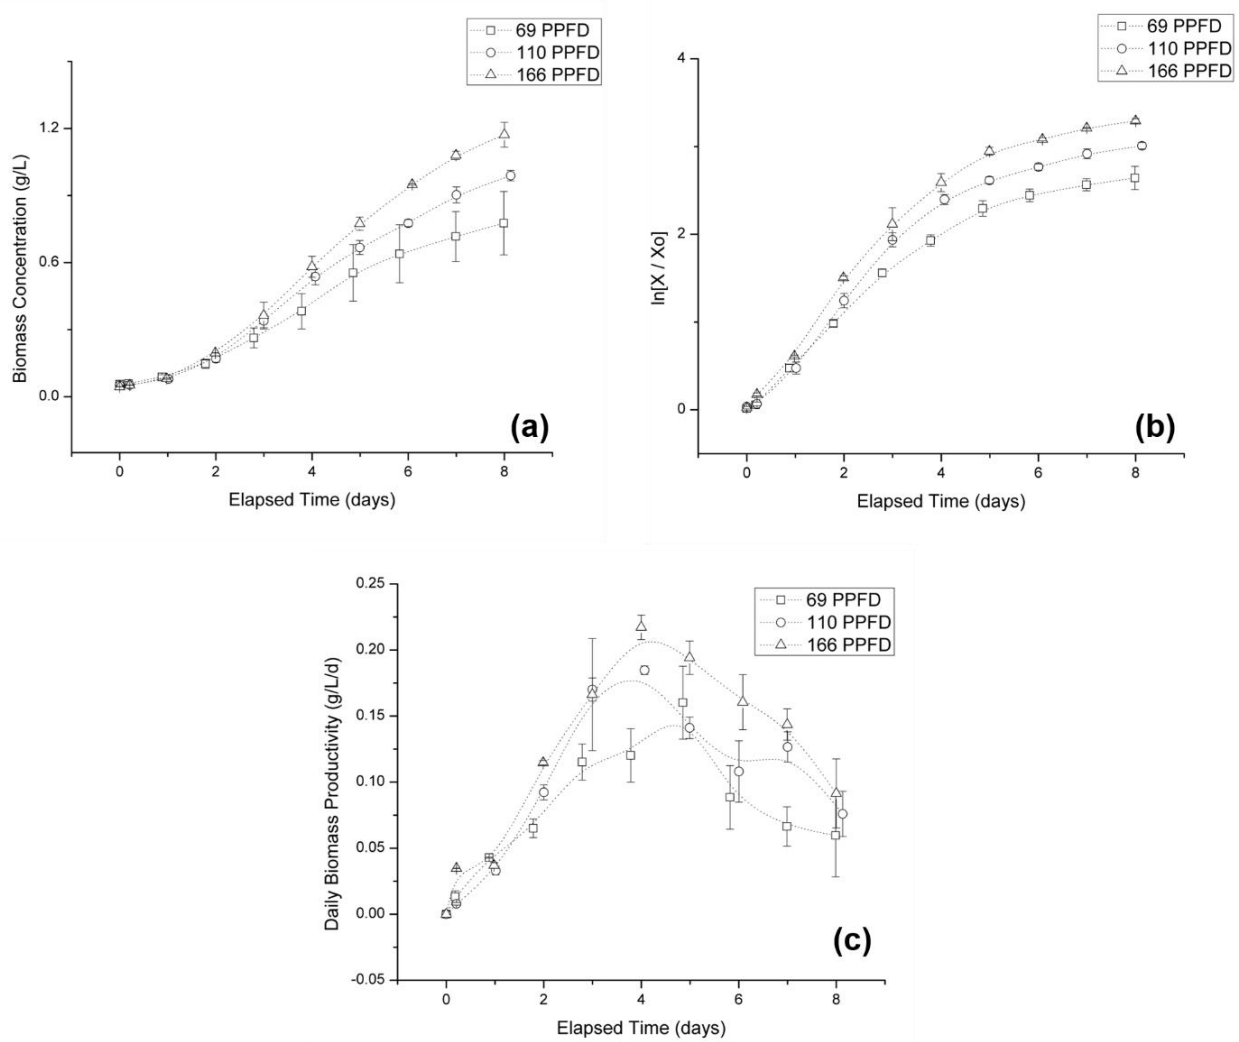 69 PPFD
110 PPFD
166 PPFD
Biomass Concentration (g/L)
1.2
0.6
0.0
0
2
4
6
8
Elapsed Time (days)
(a)
69 PPFD
110 PPFD
166 PPFD
ln[X / Xo]
4
2
0
0
2
4
6
8
Elapsed Time (days)
(b)
69 PPFD
110 PPFD
166 PPFD
Daily Biomass Productivity (g/L/d)
0.25
0.20
0.15
0.10
0.05
0.00
-0.05
0
2
4
6
8
Elapsed Time (days)
(c)